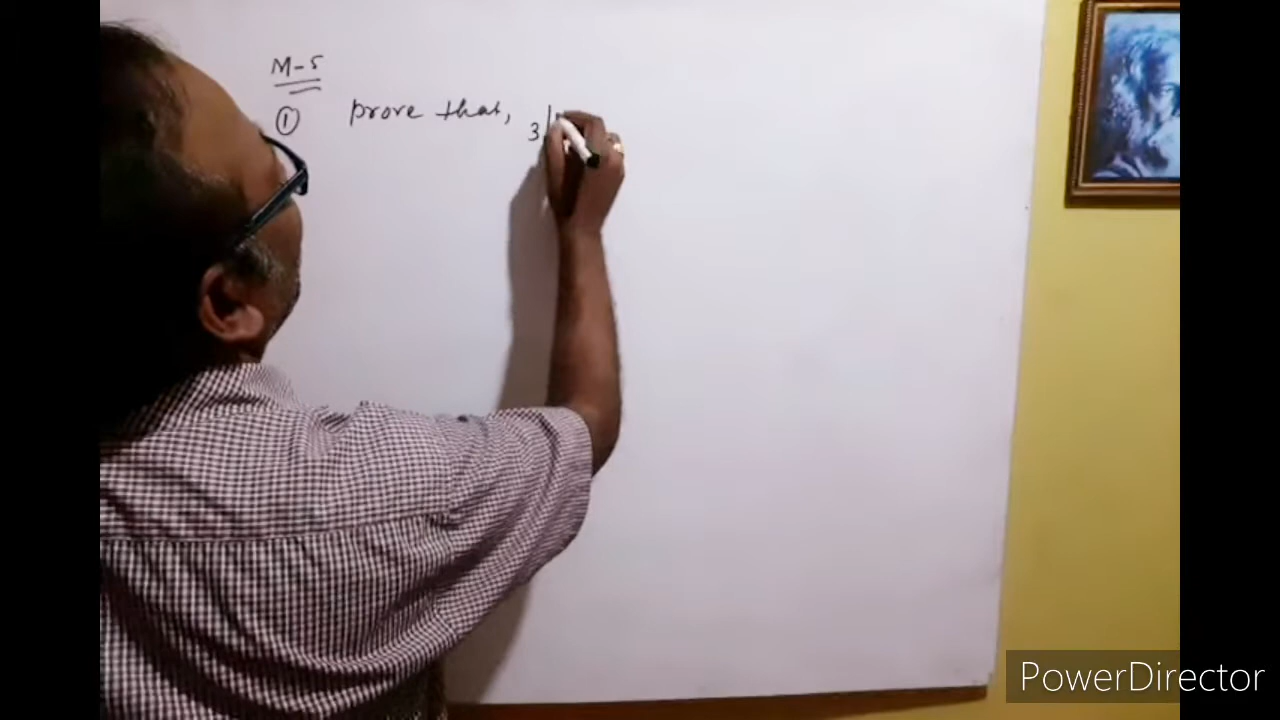 M-5
① prove that, 3|
PowerDirector